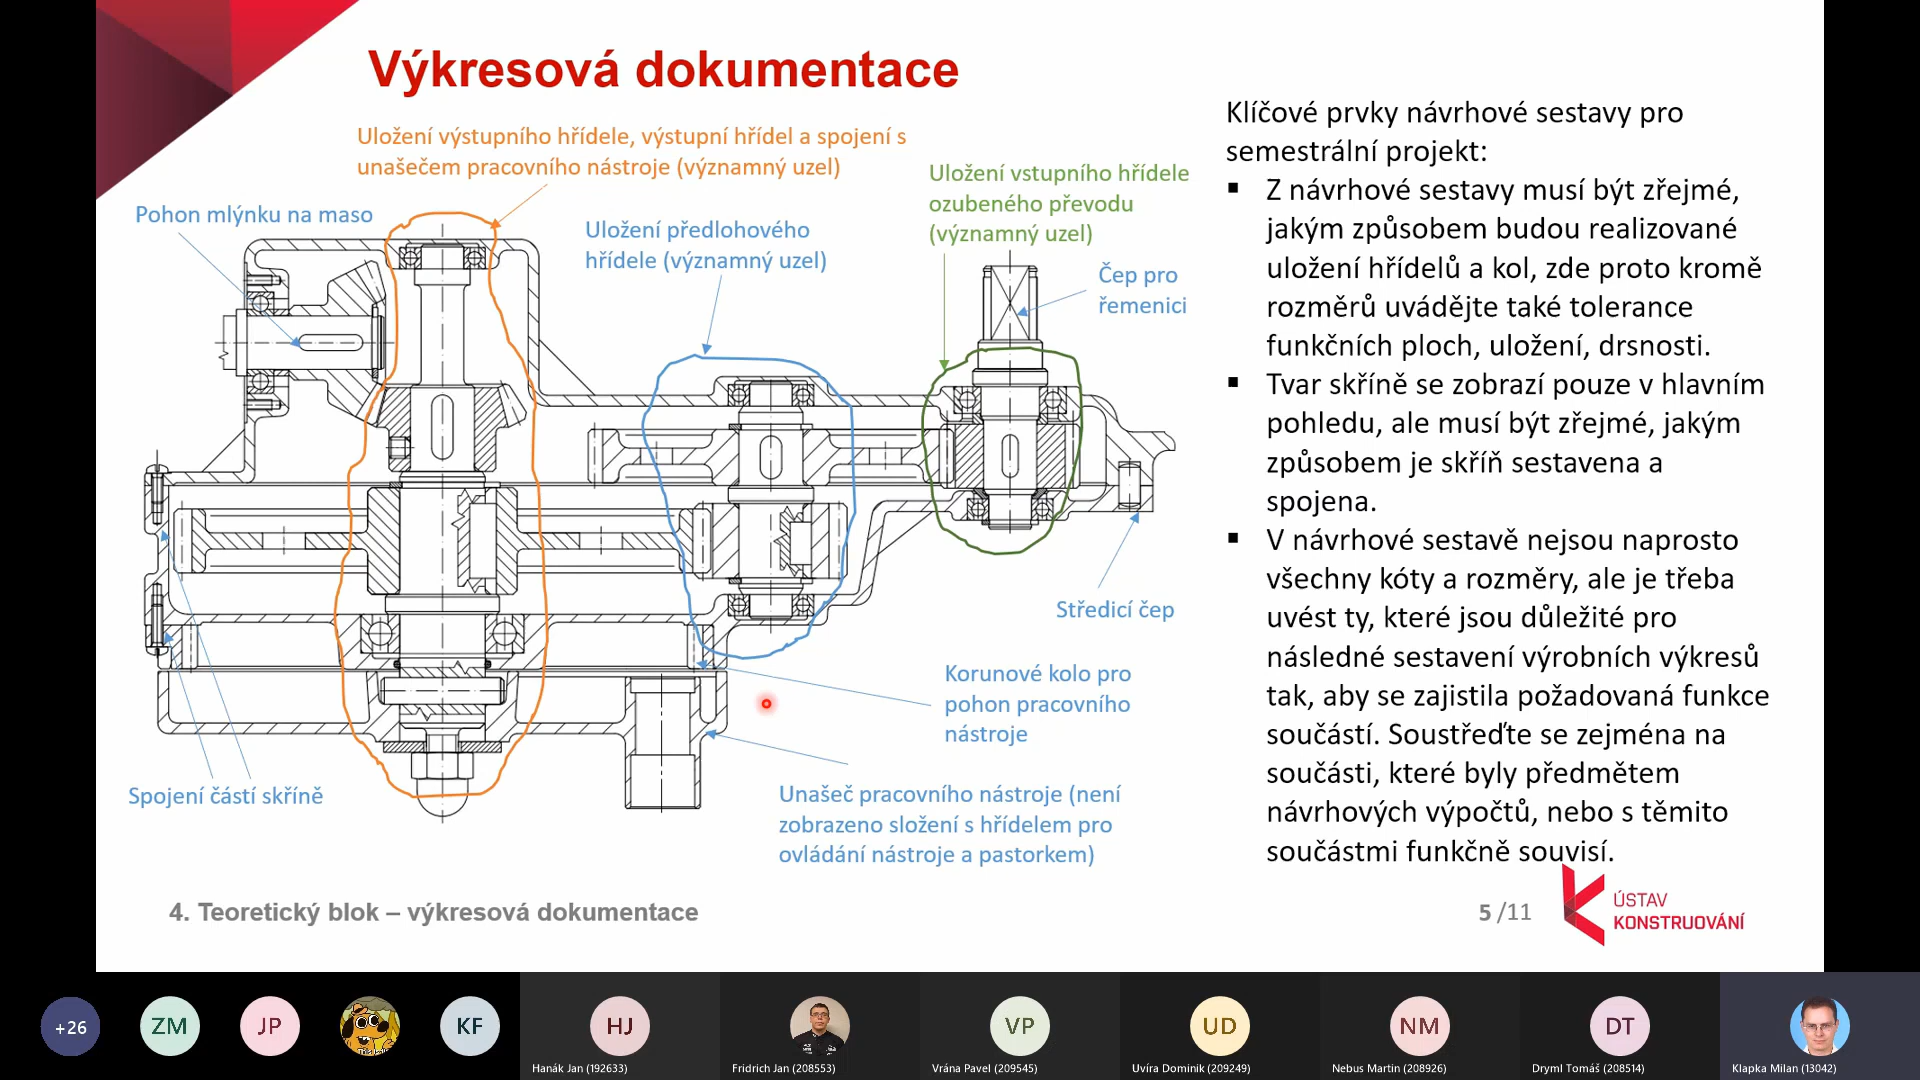 Výkresová dokumentace
Uložení výstupního hřídele, výstupní hřídel a spojení s
unašečem pracovního nástroje (významný uzel)
Pohon mlýnku na maso
Uložení předlohového
hřídele (významný uzel)
Uložení vstupního hřídele
ozubeného převodu
(významný uzel)
Čep pro
řemenici
Středicí čep
Korunové kolo pro
pohon pracovního
nástroje
Spojení částí skříně
Unašeč pracovního nástroje (není
zobrazeno složení s hřídelem pro
ovládání nástroje a pastorkem)
Klíčové prvky návrhové sestavy pro
semestrální projekt:
▪ Z návrhové sestavy musí být zřejmé,
jakým způsobem budou realizované
uložení hřídelů a kol, zde proto kromě
rozměrů uvádějte také tolerance
funkčních ploch, uložení, drsnosti.
▪ Tvar skříně se zobrazí pouze v hlavním
pohledu, ale musí být zřejmé, jakým
způsobem je skříň sestavena a
spojena.
▪ V návrhové sestavě nejsou naprosto
všechny kóty a rozměry, ale je třeba
uvést ty, které jsou důležité pro
následné sestavení výrobních výkresů
tak, aby se zajistila požadovaná funkce
součástí. Soustřeďte se zejména na
součásti, které byly předmětem
návrhových výpočtů, nebo s těmito
součástmi funkčně souvisí.
4. Teoretický blok – výkresová dokumentace
5 /11
ÚSTAV
KONSTRUOVÁNÍ
+26
ZM
JP
KF
HJ
VP
UD
NM
DT
Hanák Jan (192633)
Fridrich Jan (208553)
Vrána Pavel (209545)
Uvíra Dominik (209249)
Nebus Martin (208926)
Dryml Tomáš (208514)
Klapka Milan (13042)